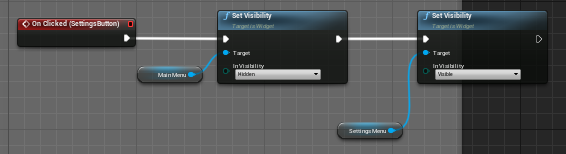 On Clicked (SettingsButton)
Set Visibility
Target is Widget
Target
In Visibility
Hidden
Main Menu
Set Visibility
Target is Widget
Target
In Visibility
Visible
Settings Menu